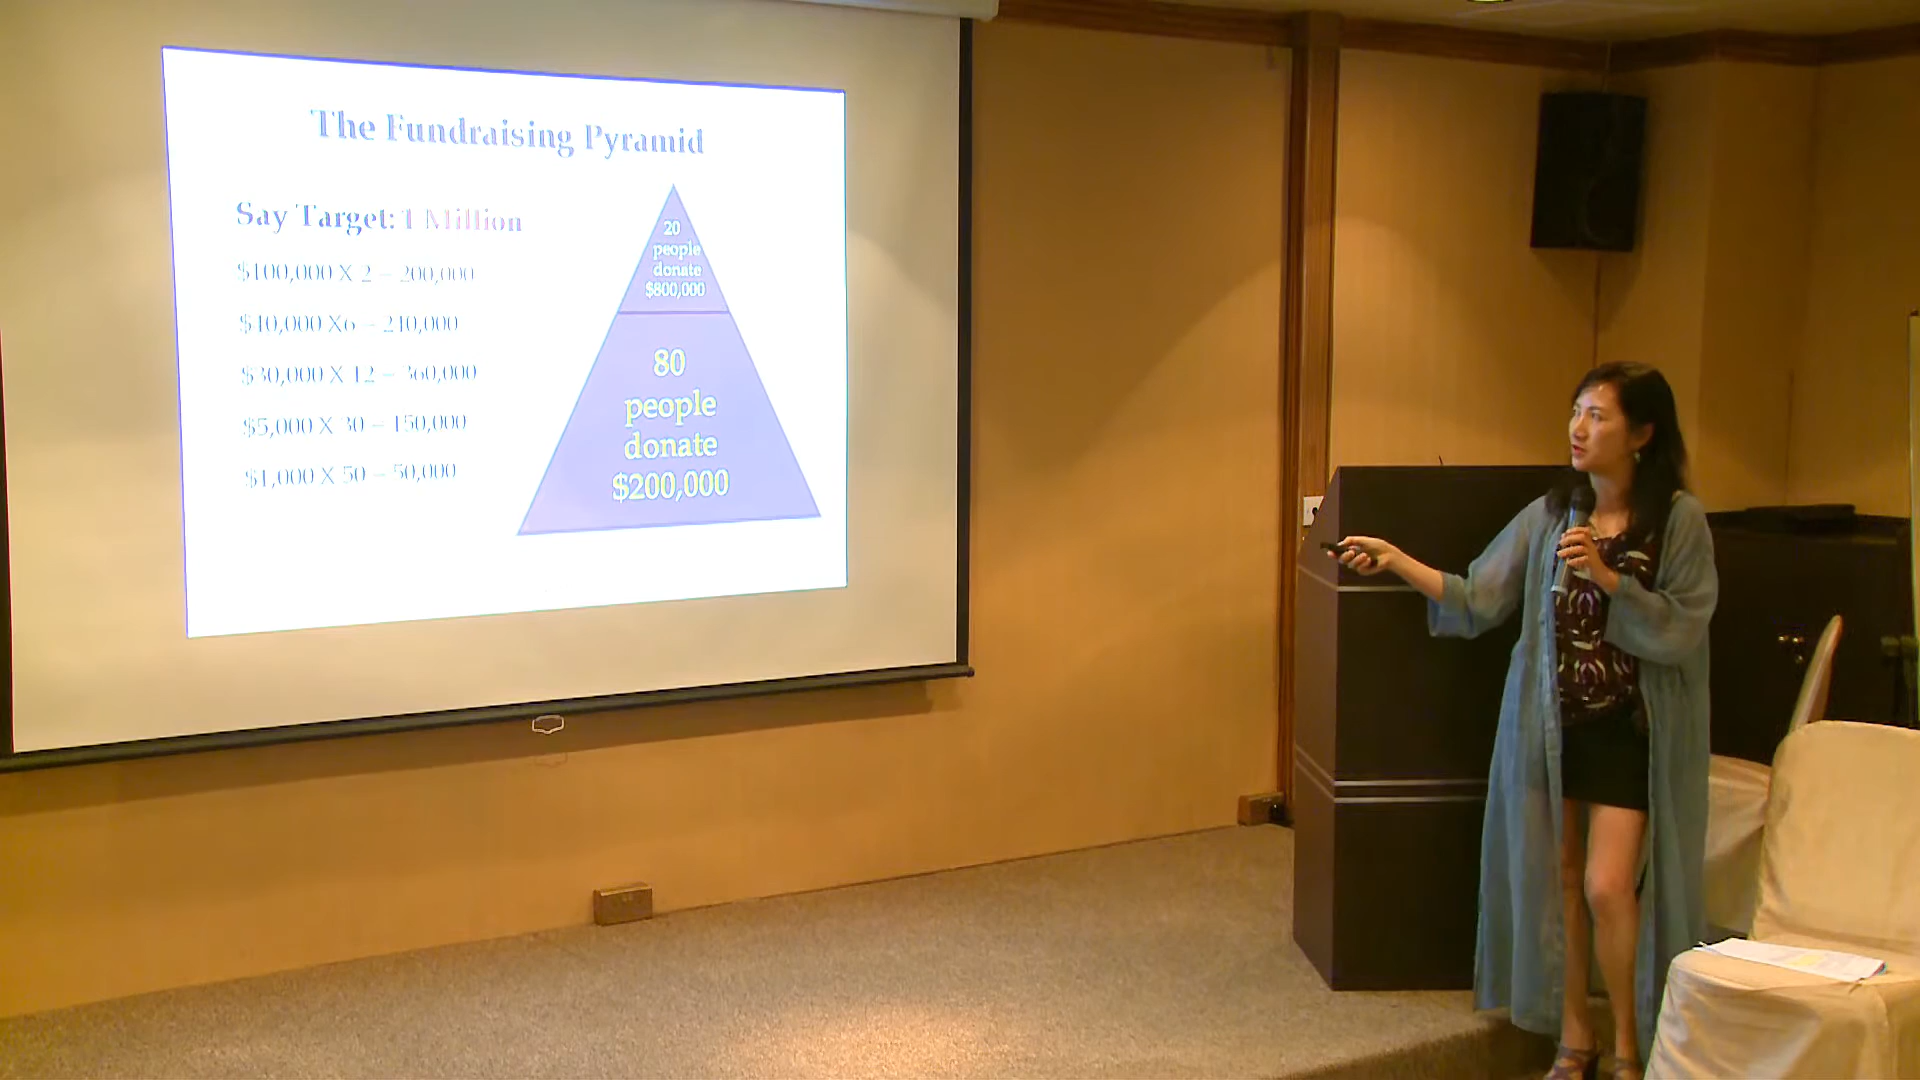 The Fundraising Pyramid
Say Target: 1 Million
$100,000 X 2 = 200,000
$40,000 X6 = 240,000
$30,000 X 12 = 360,000
$5,000 X 30 = 150,000
$1,000 X 50 = 50,000
20
people
donate
$800,000
80
people
donate
$200,000